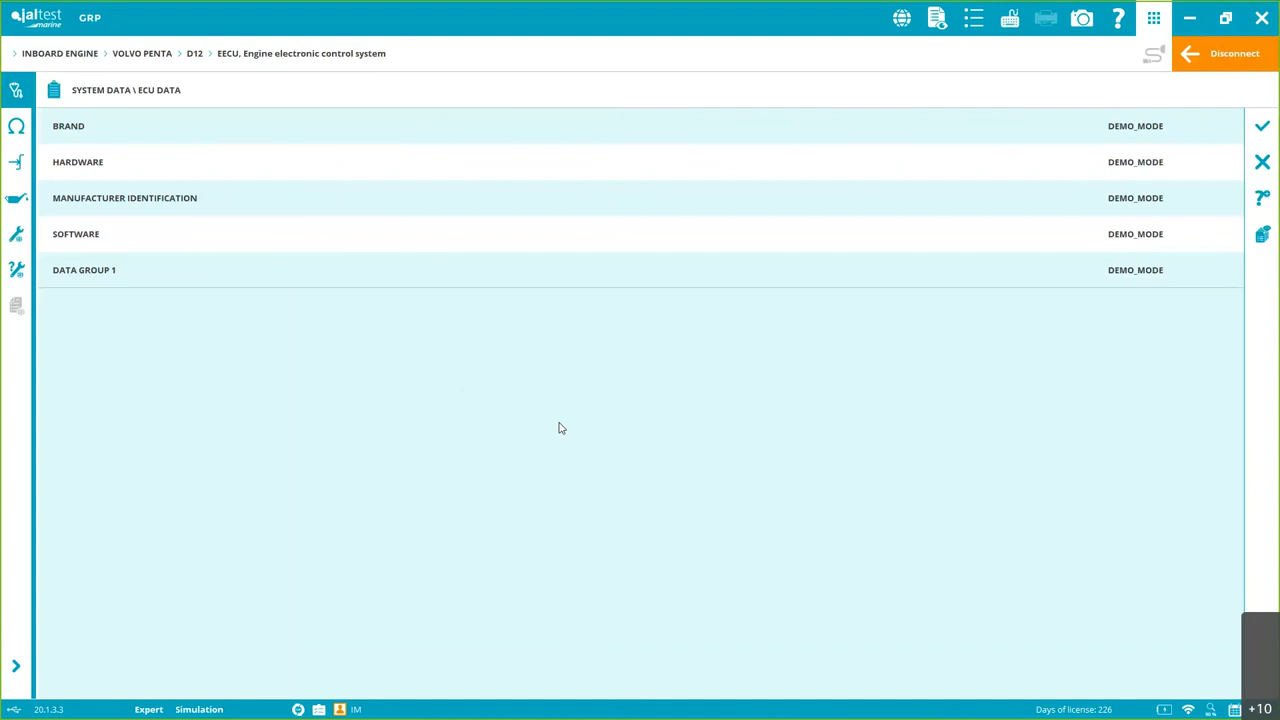 jaltest marine GRP
INBOARD ENGINE > VOLVO PENTA > D12 > EECU, Engine electronic control system
Disconnect
SYSTEM DATA \ ECU DATA
BRAND DEMO_MODE
HARDWARE DEMO_MODE
MANUFACTURER IDENTIFICATION DEMO_MODE
SOFTWARE DEMO_MODE
DATA GROUP 1 DEMO_MODE
20.1.3.3 Expert Simulation IM Days of license: 226 +10